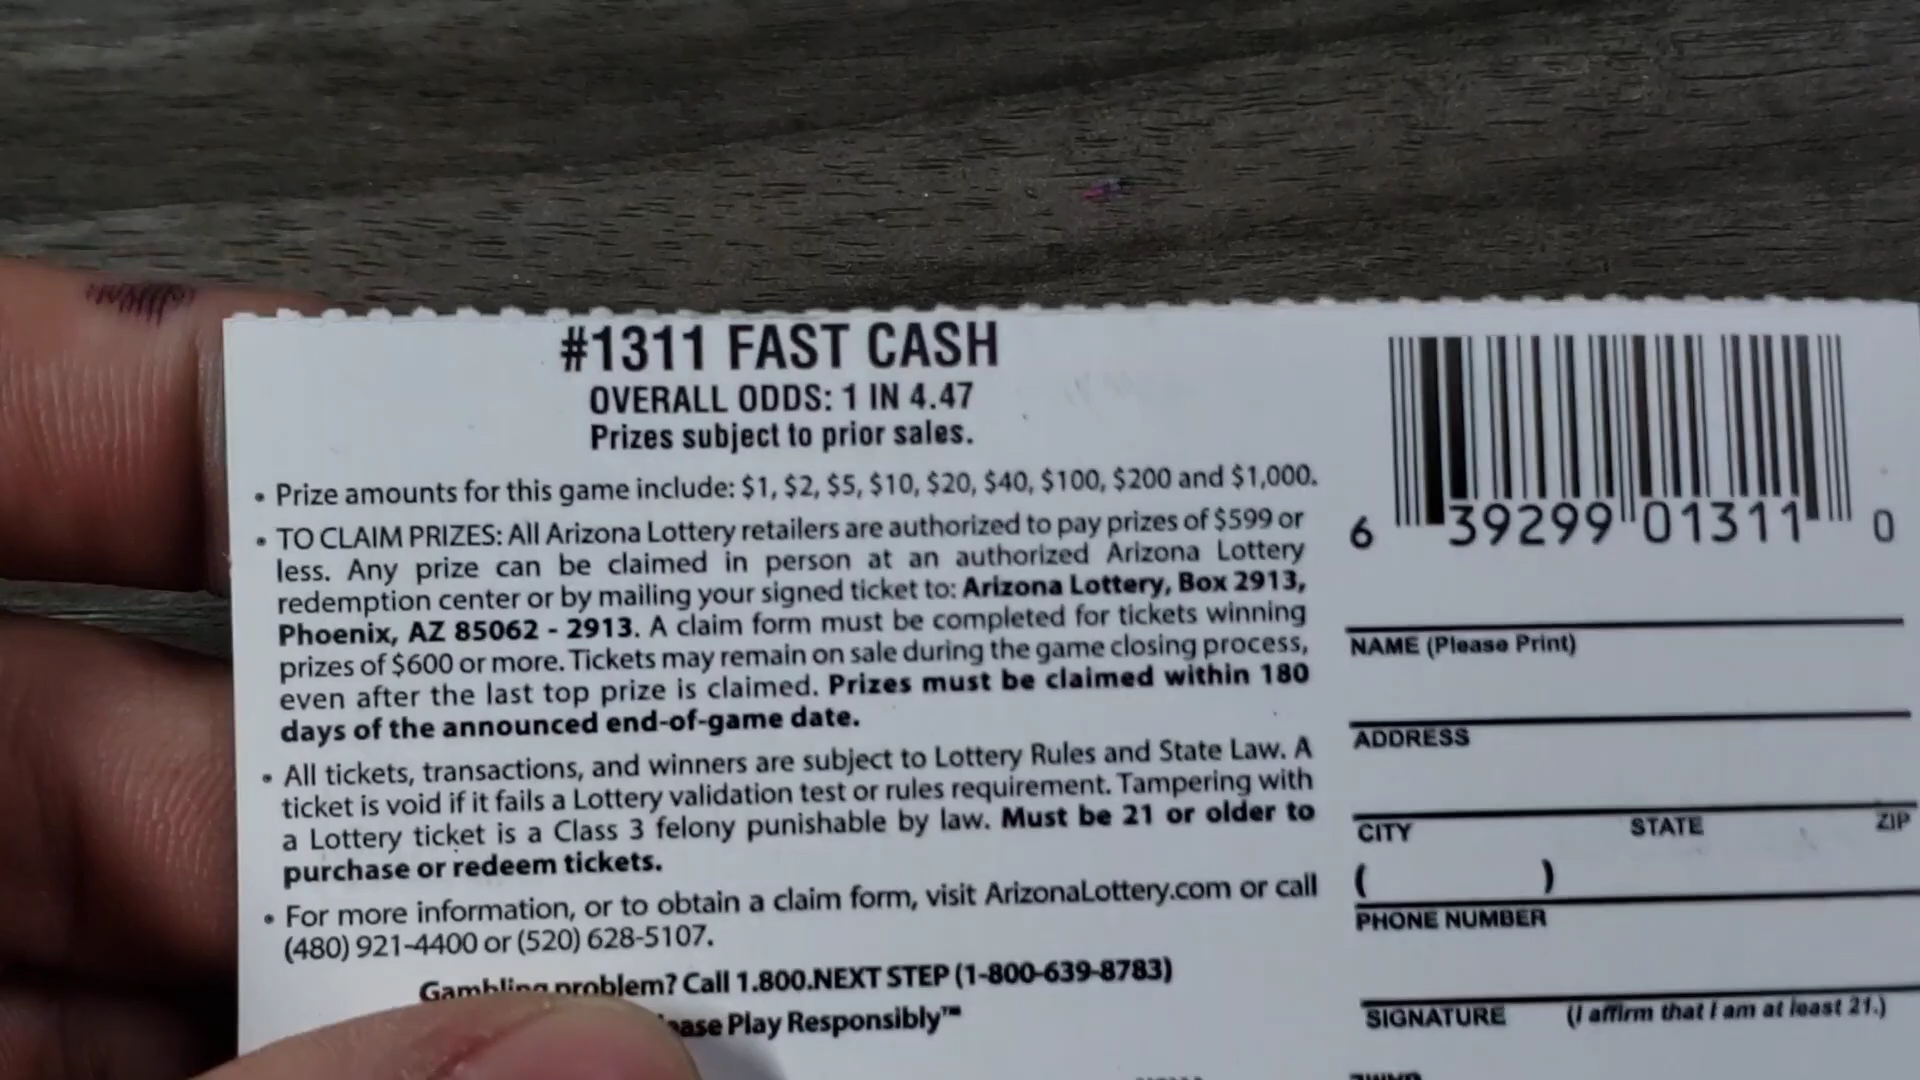 #1311 FAST CASH
OVERALL ODDS: 1 IN 4.47
Prizes subject to prior sales.
• Prize amounts for this game include: $1, $2, $5, $10, $20, $40, $100, $200 and $1,000.
• TO CLAIM PRIZES: All Arizona Lottery retailers are authorized to pay prizes of $599 or
less. Any prize can be claimed in person at an authorized Arizona Lottery
redemption center or by mailing your signed ticket to: Arizona Lottery, Box 2913,
Phoenix, AZ 85062 - 2913. A claim form must be completed for tickets winning
prizes of $600 or more. Tickets may remain on sale during the game closing process,
even after the last top prize is claimed. Prizes must be claimed within 180
days of the announced end-of-game date.
• All tickets, transactions, and winners are subject to Lottery Rules and State Law. A
ticket is void if it fails a Lottery validation test or rules requirement. Tampering with
a Lottery ticket is a Class 3 felony punishable by law. Must be 21 or older to
purchase or redeem tickets.
• For more information, or to obtain a claim form, visit ArizonaLottery.com or call
(480) 921-4400 or (520) 628-5107.
Gambling problem? Call 1.800.NEXT STEP (1-800-639-8783)
Play Responsibly™
6 39299 01311 0
NAME (Please Print)
ADDRESS
CITY STATE ZIP
( )
PHONE NUMBER
SIGNATURE (I affirm that I am at least 21.)